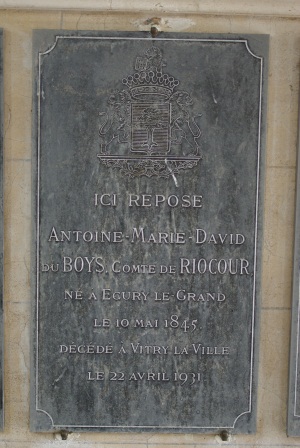 ICI REPOSE
ANTOINE-MARIE-DAVID
DU BOYS, COMTE DE RIOCOUR
NÉ A ECURY-LE-GRAND
LE 10 MAI 1845
DÉCÉDÉ A VITRY-LA-VILLE
LE 22 AVRIL 1931